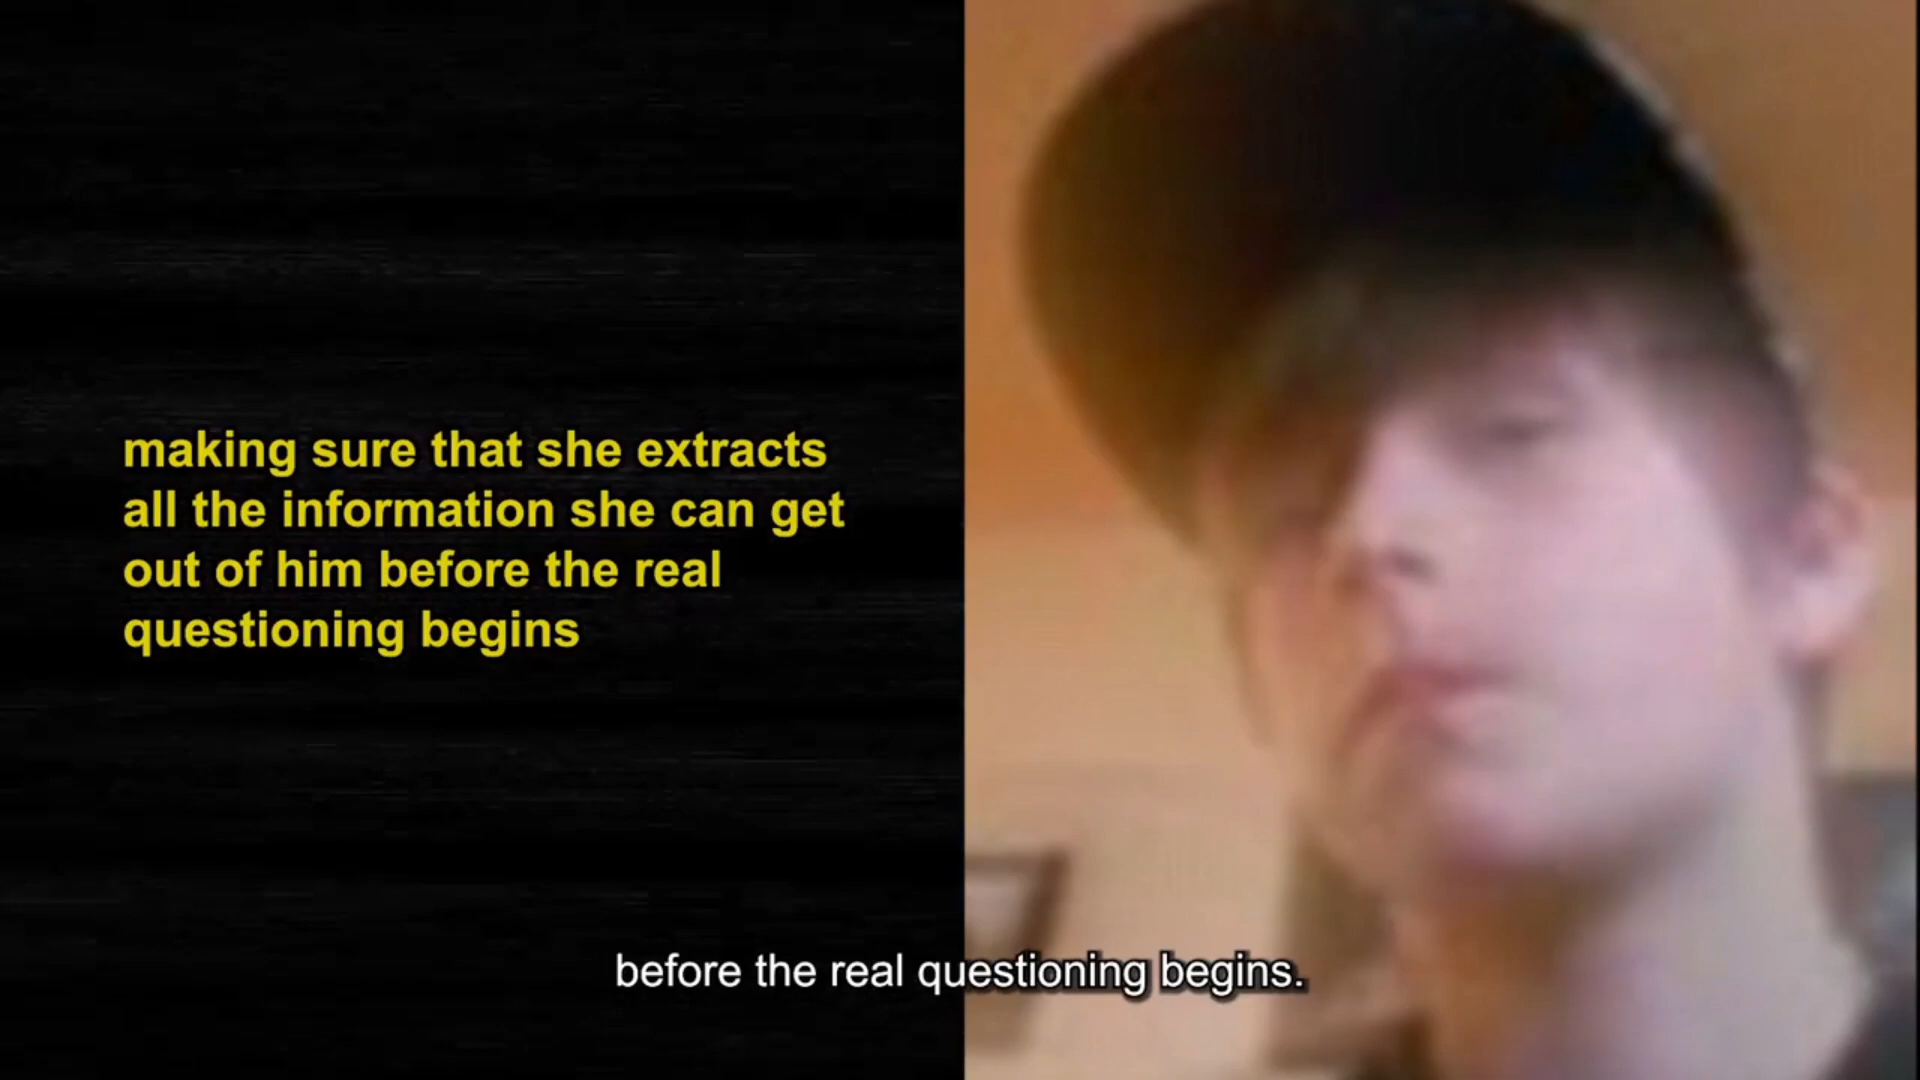 making sure that she extracts
all the information she can get
out of him before the real
questioning begins
before the real questioning begins.